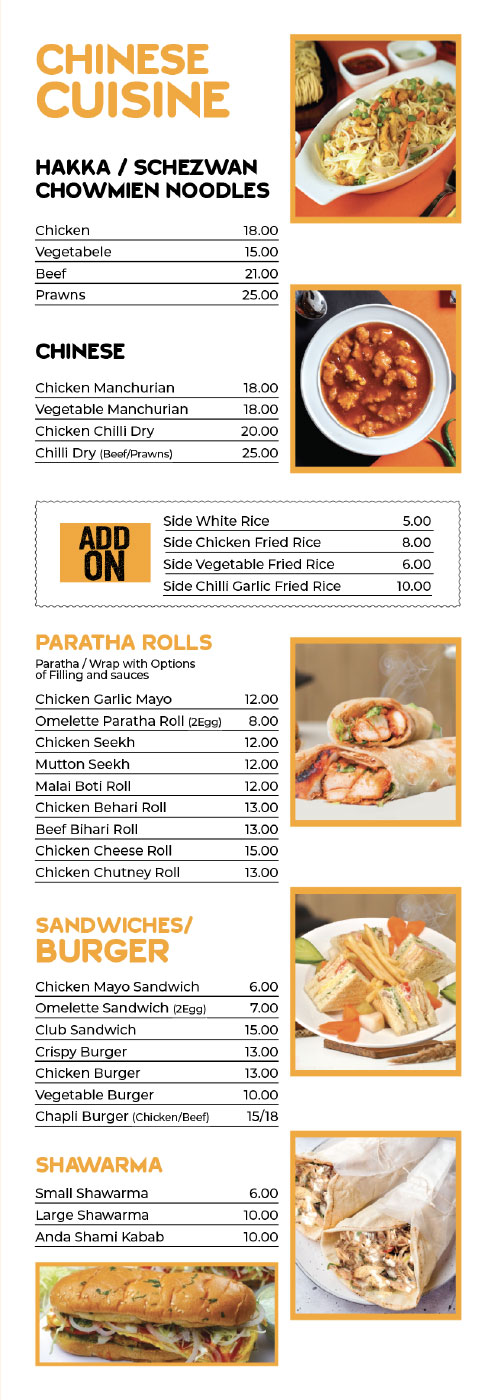 CHINESE
CUISINE
HAKKA / SCHEZWAN
CHOWMIEN NOODLES
Chicken 18.00
Vegetabele 15.00
Beef 21.00
Prawns 25.00
CHINESE
Chicken Manchurian 18.00
Vegetable Manchurian 18.00
Chicken Chilli Dry 20.00
Chilli Dry (Beef/Prawns) 25.00
ADD
ON
Side White Rice 5.00
Side Chicken Fried Rice 8.00
Side Vegetable Fried Rice 6.00
Side Chilli Garlic Fried Rice 10.00
PARATHA ROLLS
Paratha / Wrap with Options
of Filling and sauces
Chicken Garlic Mayo 12.00
Omelette Paratha Roll (2Egg) 8.00
Chicken Seekh 12.00
Mutton Seekh 12.00
Malai Boti Roll 12.00
Chicken Behari Roll 13.00
Beef Bihari Roll 13.00
Chicken Cheese Roll 15.00
Chicken Chutney Roll 13.00
SANDWICHES/
BURGER
Chicken Mayo Sandwich 6.00
Omelette Sandwich (2Egg) 7.00
Club Sandwich 15.00
Crispy Burger 13.00
Chicken Burger 13.00
Vegetable Burger 10.00
Chapli Burger (Chicken/Beef) 15/18
SHAWARMA
Small Shawarma 6.00
Large Shawarma 10.00
Anda Shami Kabab 10.00